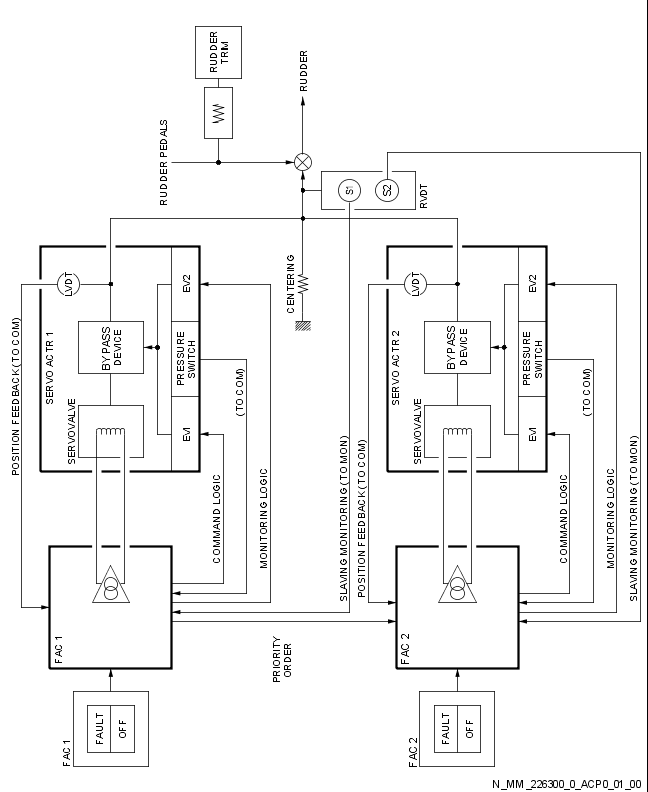 RUDDER
TRIM
RUDDER
RUDDER PEDALS
S1
S2
RVDT
CENTERING
POSITION FEEDBACK (TO COM)
SERVO ACTR 1
LVDT
BYPASS
DEVICE
SERVOVALVE
EV2
PRESSURE
SWITCH
EV1
(TO COM)
COMMAND LOGIC
MONITORING LOGIC
SLAVING MONITORING (TO MON)
POSITION FEEDBACK (TO COM)
SERVO ACTR 2
LVDT
BYPASS
DEVICE
SERVOVALVE
EV2
PRESSURE
SWITCH
EV1
(TO COM)
COMMAND LOGIC
MONITORING LOGIC
SLAVING MONITORING (TO MON)
FAC 1
FAC 2
PRIORITY
ORDER
FAC 1
FAULT
OFF
FAC 2
FAULT
OFF
N_MM_226300_0_ACP0_01_00